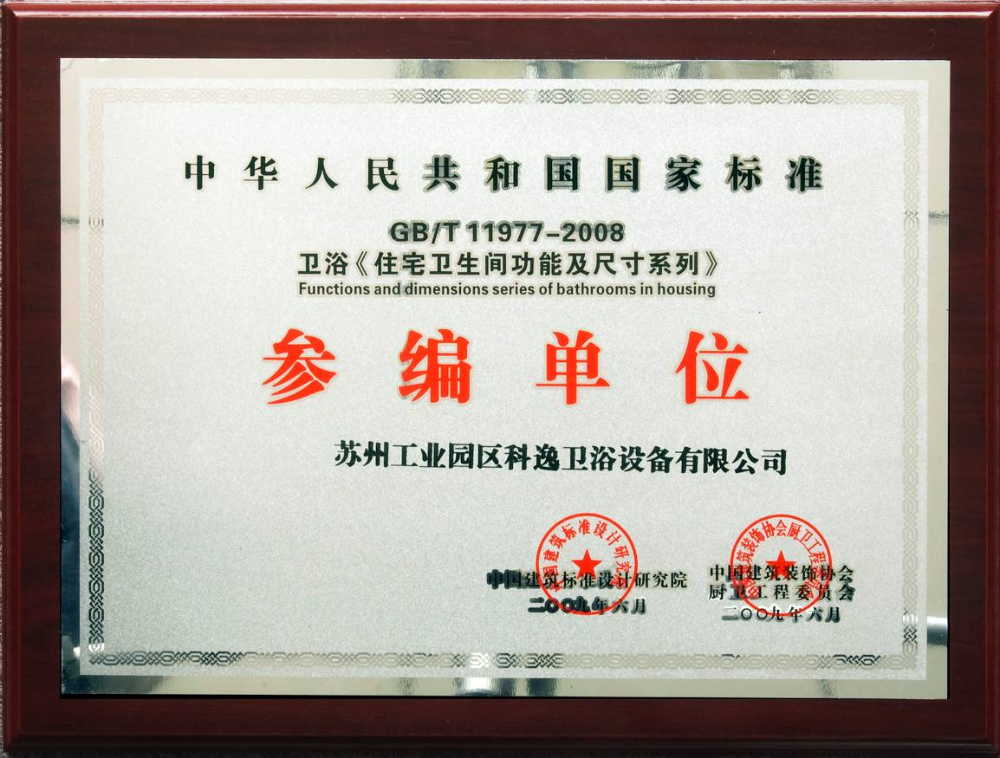 中华人民共和国国家标准
GB/T 11977-2008
卫浴《住宅卫生间功能及尺寸系列》
Functions and dimensions series of bathrooms in housing
参编单位
苏州工业园区科逸卫浴设备有限公司
中国建筑标准设计研究院
二〇〇九年六月
中国建筑装饰协会
厨卫工程委员会
二〇〇九年六月